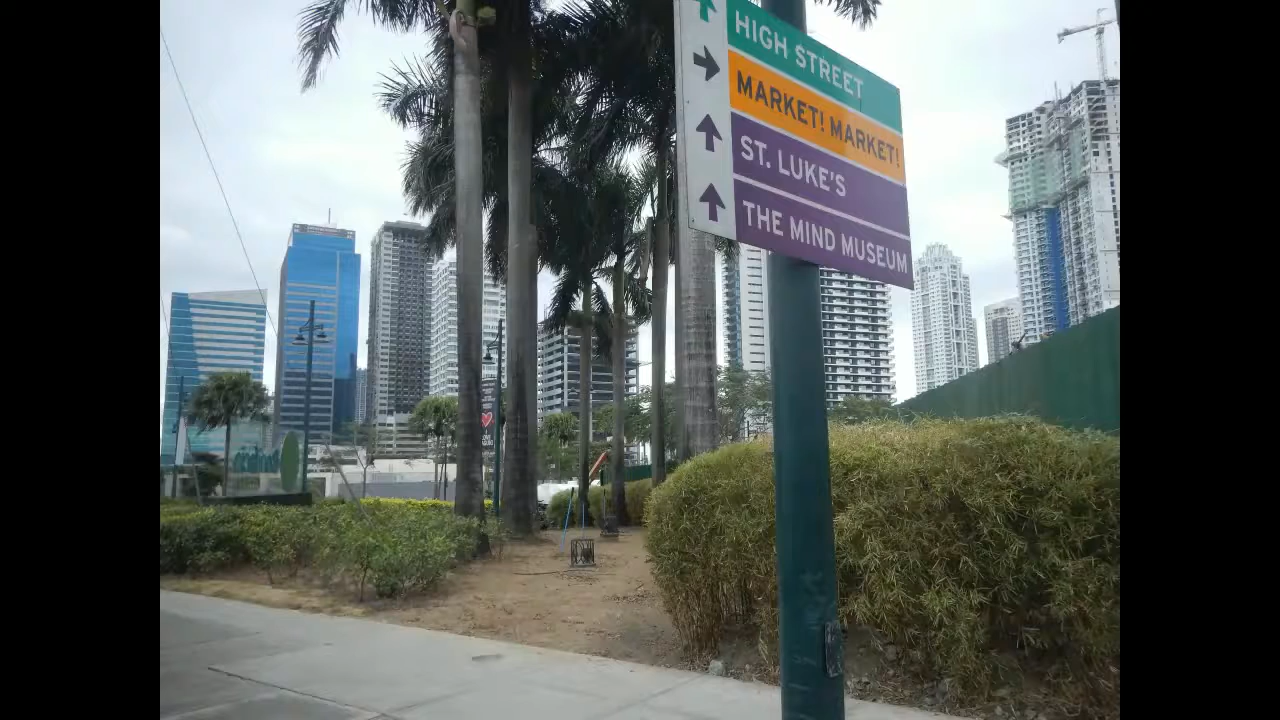 HIGH STREET
MARKET! MARKET!
ST. LUKE'S
THE MIND MUSEUM